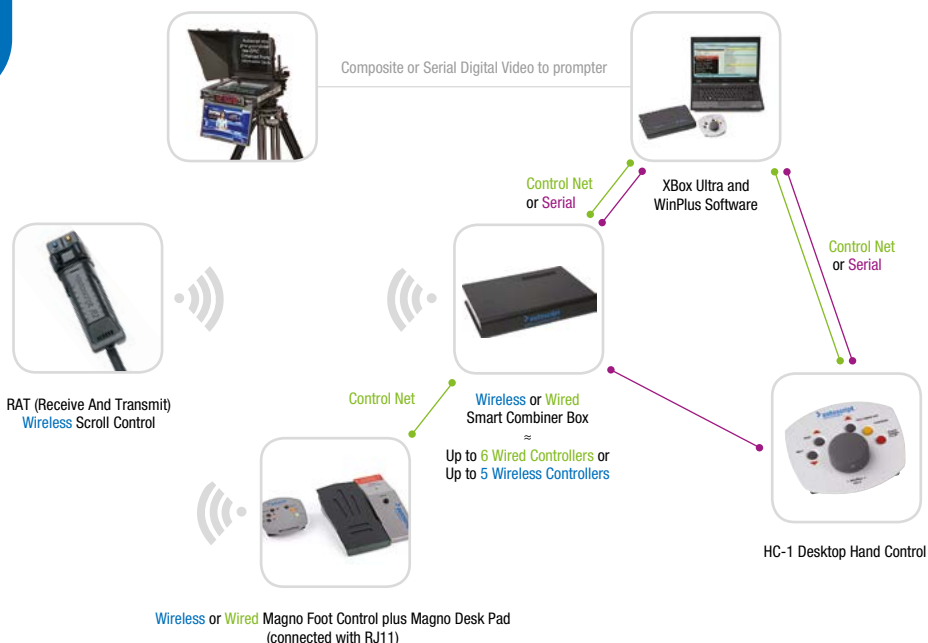 Composite or Serial Digital Video to prompter
Control Net
or Serial
XBox Ultra and
WinPlus Software
Control Net
or Serial
RAT (Receive And Transmit)
Wireless Scroll Control
Control Net
autoscript
Wireless or Wired
Smart Combiner Box
≈
Up to 6 Wired Controllers or
Up to 5 Wireless Controllers
autoscript
HC-1 Desktop Hand Control
Wireless or Wired Magno Foot Control plus Magno Desk Pad
(connected with RJ11)